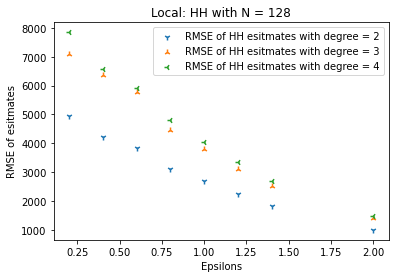 Local: HH with N = 128
RMSE of HH esitmates with degree = 2
RMSE of HH esitmates with degree = 3
RMSE of HH esitmates with degree = 4
RMSE of esitmates
8000
7000
6000
5000
4000
3000
2000
1000
0.25 0.50 0.75 1.00 1.25 1.50 1.75 2.00
Epsilons